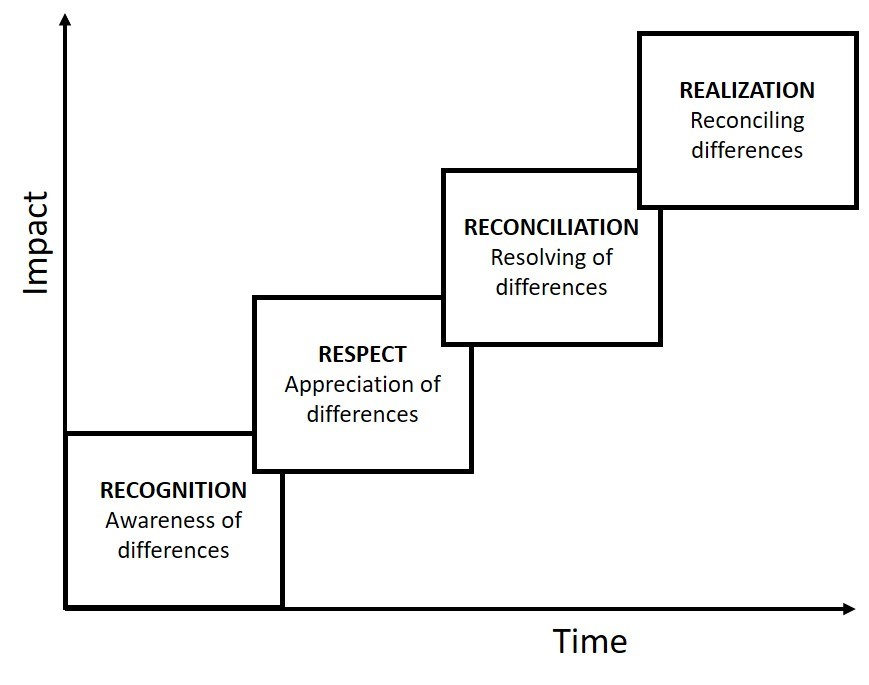 REALIZATION
Reconciling
differences
RECONCILIATION
Resolving of
differences
RESPECT
Appreciation of
differences
RECOGNITION
Awareness of
differences
Impact
Time